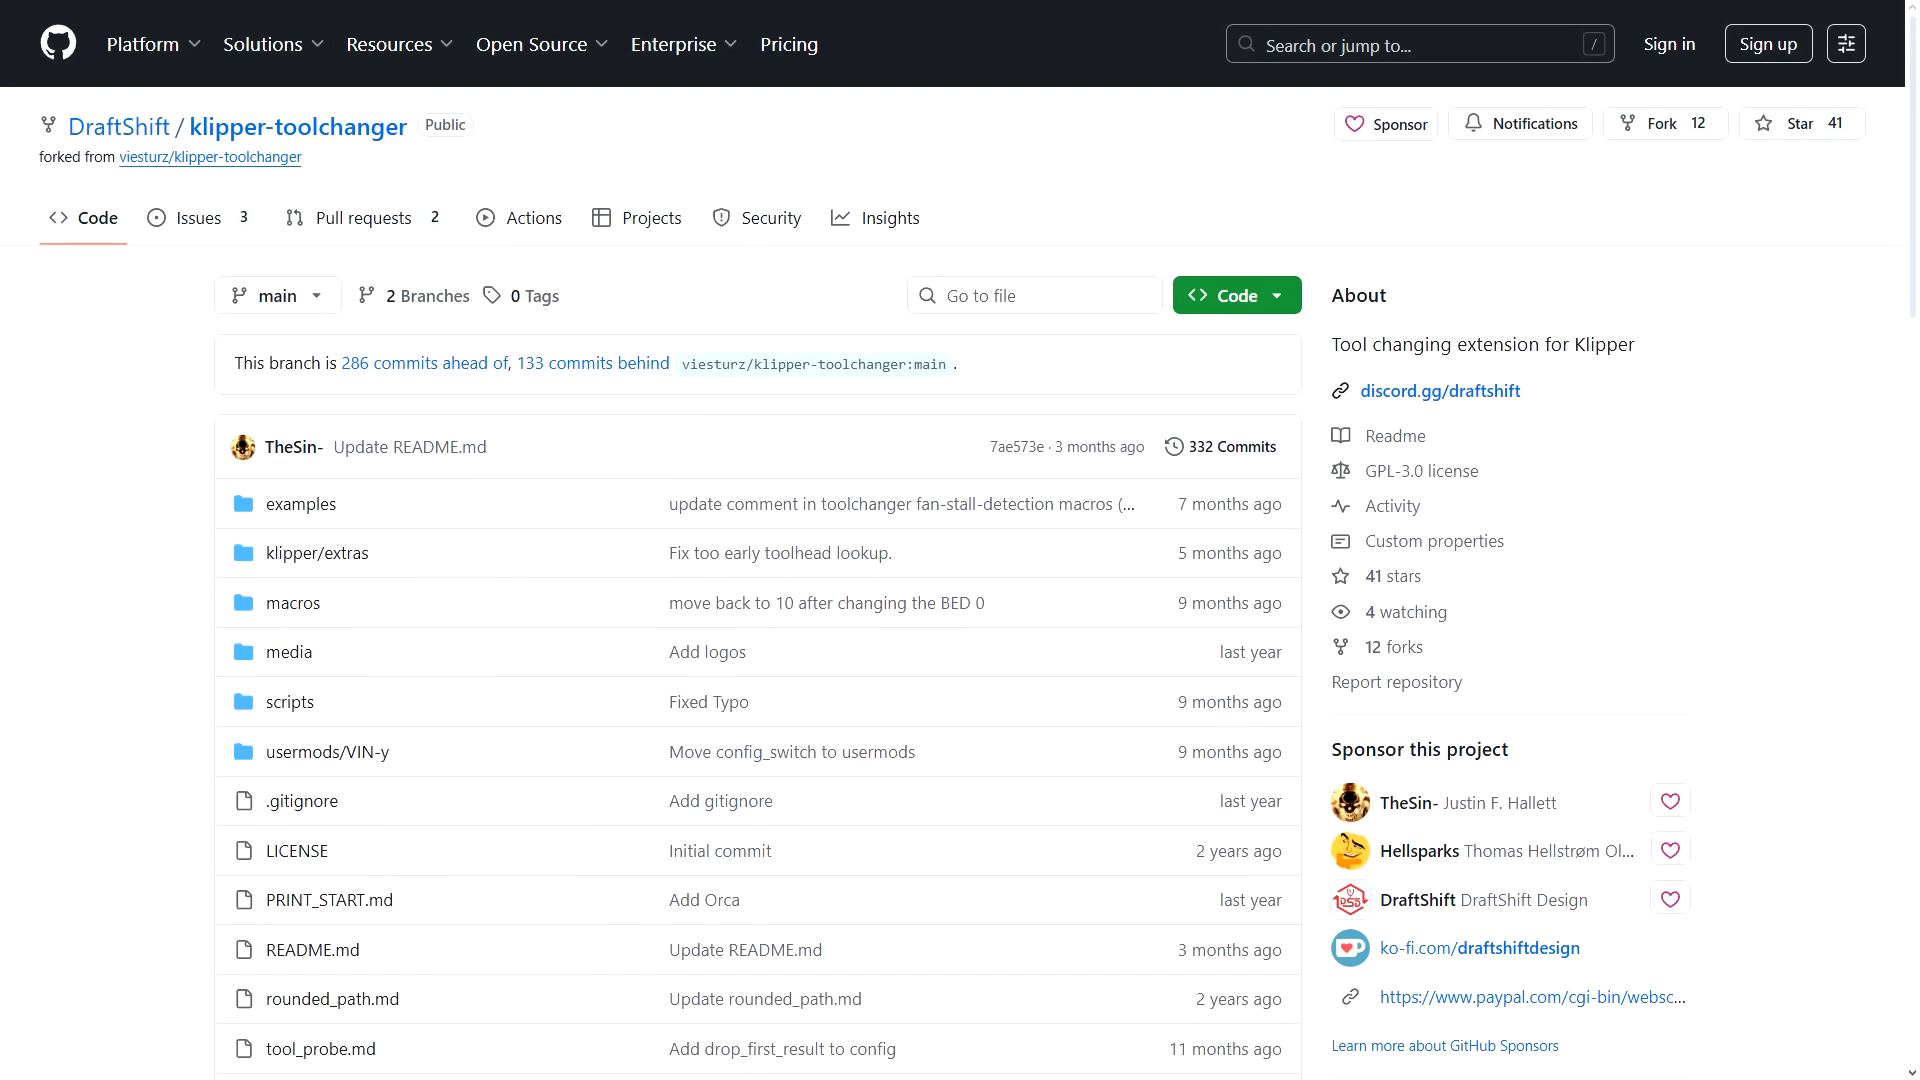 Platform
Solutions
Resources
Open Source
Enterprise
Pricing
Search or jump to...
/
Sign in
Sign up
DraftShift / klipper-toolchanger Public
forked from viesturz/klipper-toolchanger
Sponsor
Notifications
Fork 12
Star 41
Code
Issues 3
Pull requests 2
Actions
Projects
Security
Insights
main
2 Branches
0 Tags
Go to file
Code
This branch is 286 commits ahead of, 133 commits behind viesturz/klipper-toolchanger:main .
TheSin- Update README.md 7ae573e · 3 months ago 332 Commits
examples update comment in toolchanger fan-stall-detection macros (... 7 months ago
klipper/extras Fix too early toolhead lookup. 5 months ago
macros move back to 10 after changing the BED 0 9 months ago
media Add logos last year
scripts Fixed Typo 9 months ago
usermods/VIN-y Move config_switch to usermods 9 months ago
.gitignore Add gitignore last year
LICENSE Initial commit 2 years ago
PRINT_START.md Add Orca last year
README.md Update README.md 3 months ago
rounded_path.md Update rounded_path.md 2 years ago
tool_probe.md Add drop_first_result to config 11 months ago
About
Tool changing extension for Klipper
discord.gg/draftshift
Readme
GPL-3.0 license
Activity
Custom properties
41 stars
4 watching
12 forks
Report repository
Sponsor this project
TheSin- Justin F. Hallett
Hellsparks Thomas Hellstrøm Ol...
DraftShift DraftShift Design
ko-fi.com/draftshiftdesign
https://www.paypal.com/cgi-bin/websc...
Learn more about GitHub Sponsors